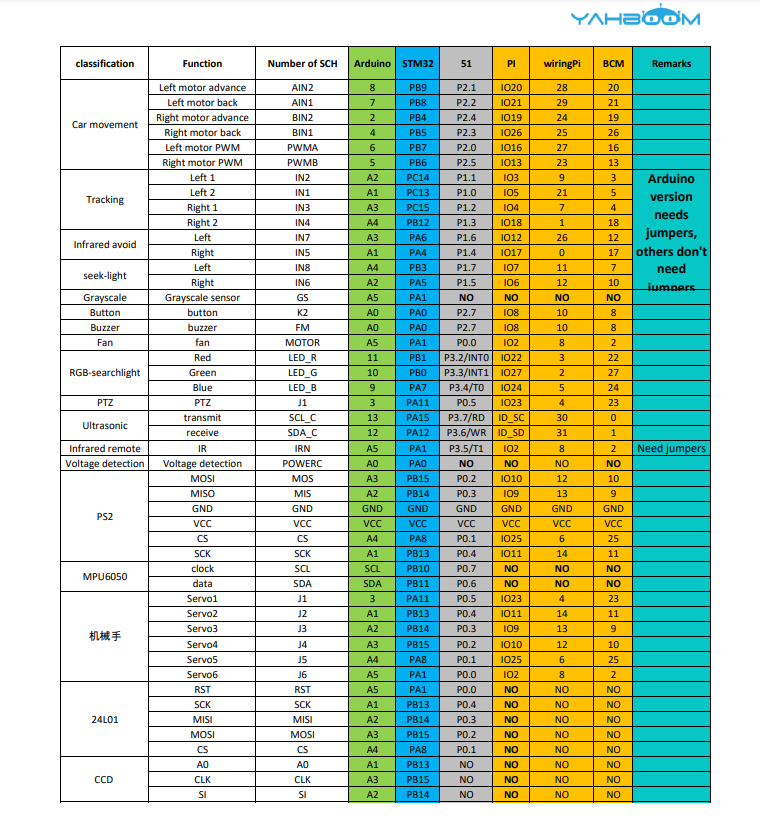 YAHBOOM
classification Function Number of SCH Arduino STM32 51 PI wiringPi BCM Remarks
Car movement
Left motor advance AIN2 8 PB9 P2.1 IO20 28 20
Left motor back AIN1 7 PB8 P2.2 IO21 29 21
Right motor advance BIN2 2 PB4 P2.4 IO19 24 19
Right motor back BIN1 4 PB5 P2.3 IO26 25 26
Left motor PWM PWMA 6 PB7 P2.0 IO16 27 16
Right motor PWM PWMB 5 PB6 P2.5 IO13 23 13
Tracking
Left 1 IN2 A2 PC14 P1.1 IO3 9 3
Left 2 IN1 A1 PC13 P1.0 IO5 21 5
Right 1 IN3 A3 PC15 P1.2 IO4 7 4
Right 2 IN4 A4 PB12 P1.3 IO18 1 18
Infrared avoid
Left IN7 A3 PA6 P1.6 IO12 26 12
Right IN5 A1 PA4 P1.4 IO17 0 17
seek-light
Left IN8 A4 PB3 P1.7 IO7 11 7
Right IN6 A2 PA5 P1.5 IO6 12 10
Arduino
version
needs
jumpers,
others don't
need
jumpers
Grayscale Grayscale sensor GS A5 PA1 NO NO NO NO
Button button K2 A0 PA0 P2.7 IO8 10 8
Buzzer buzzer FM A0 PA0 P2.7 IO8 10 8
Fan fan MOTOR A5 PA1 P0.0 IO2 8 2
RGB-searchlight
Red LED_R 11 PB1 P3.2/INT0 IO22 3 22
Green LED_G 10 PB0 P3.3/INT1 IO27 2 27
Blue LED_B 9 PA7 P3.4/T0 IO24 5 24
PTZ PTZ J1 3 PA11 P0.5 IO23 4 23
Ultrasonic
transmit SCL_C 13 PA15 P3.7/RD ID_SC 30 0
receive SDA_C 12 PA12 P3.6/WR ID_SD 31 1
Infrared remote IR IRN A5 PA1 P3.5/T1 IO2 8 2 Need jumpers
Voltage detection Voltage detection POWERC A0 PA0 NO NO NO NO
PS2
MOSI MOS A3 PB15 P0.2 IO10 12 10
MISO MIS A2 PB14 P0.3 IO9 13 9
GND GND GND GND GND GND GND GND
VCC VCC VCC VCC VCC VCC VCC VCC
CS CS A4 PA8 P0.1 IO25 6 25
SCK SCK A1 PB13 P0.4 IO11 14 11
MPU6050
clock SCL SCL PB10 P0.7 NO NO NO
data SDA SDA PB11 P0.6 NO NO NO
机械手
Servo1 J1 3 PA11 P0.5 IO23 4 23
Servo2 J2 A1 PB13 P0.4 IO11 14 11
Servo3 J3 A2 PB14 P0.3 IO9 13 9
Servo4 J4 A3 PB15 P0.2 IO10 12 10
Servo5 J5 A4 PA8 P0.1 IO25 6 25
Servo6 J6 A5 PA1 P0.0 IO2 8 2
24L01
RST RST A5 PA1 P0.0 NO NO NO
SCK SCK A1 PB13 P0.4 NO NO NO
MISI MISI A2 PB14 P0.3 NO NO NO
MOSI MOSI A3 PB15 P0.2 NO NO NO
CS CS A4 PA8 P0.1 NO NO NO
CCD
A0 A0 A1 PB13 NO NO NO NO
CLK CLK A3 PB15 NO NO NO NO
SI SI A2 PB14 NO NO NO NO